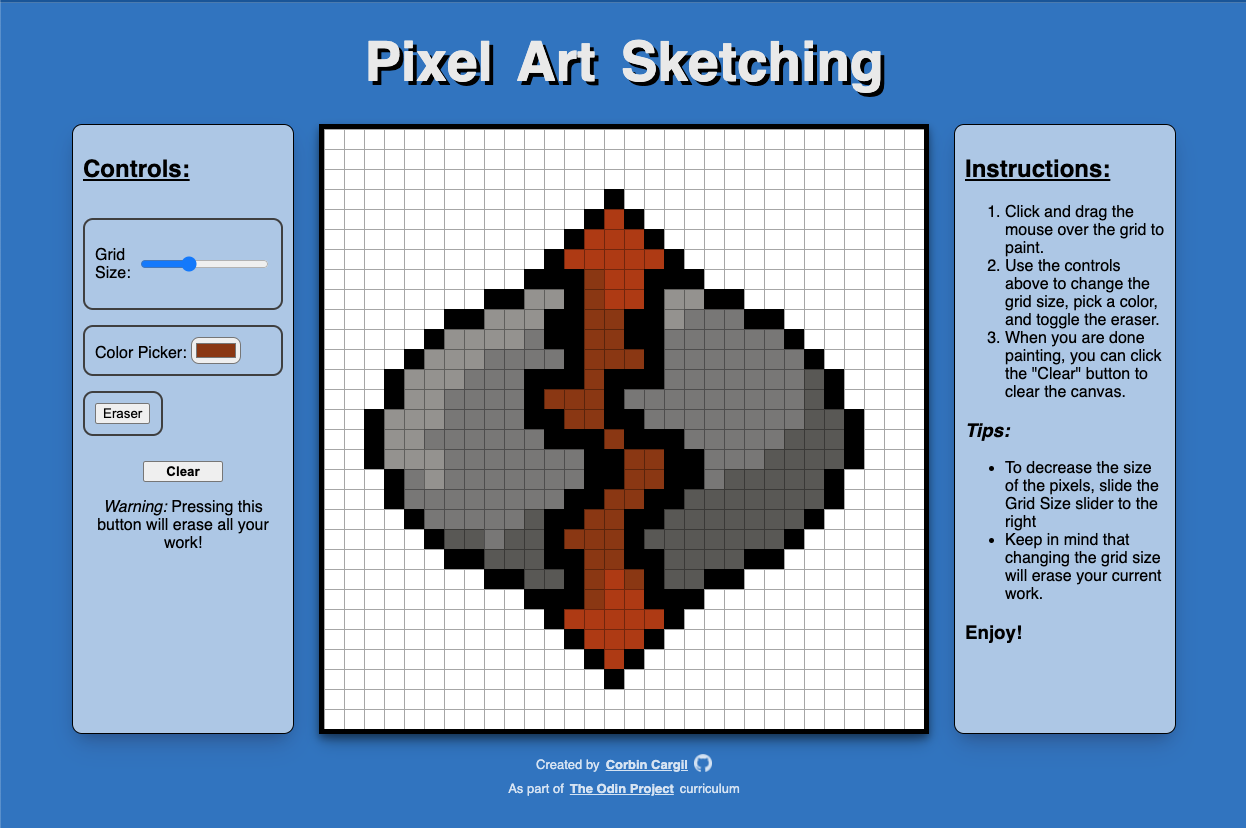 Pixel Art Sketching
Controls:
Grid
Size:
Color Picker:
Eraser
Clear
Warning: Pressing this
button will erase all your
work!
Instructions:
1. Click and drag the
mouse over the grid to
paint.
2. Use the controls
above to change the
grid size, pick a color,
and toggle the eraser.
3. When you are done
painting, you can click
the "Clear" button to
clear the canvas.
Tips:
• To decrease the size
of the pixels, slide the
Grid Size slider to the
right
• Keep in mind that
changing the grid size
will erase your current
work.
Enjoy!
Created by Corbin Cargil
As part of The Odin Project curriculum